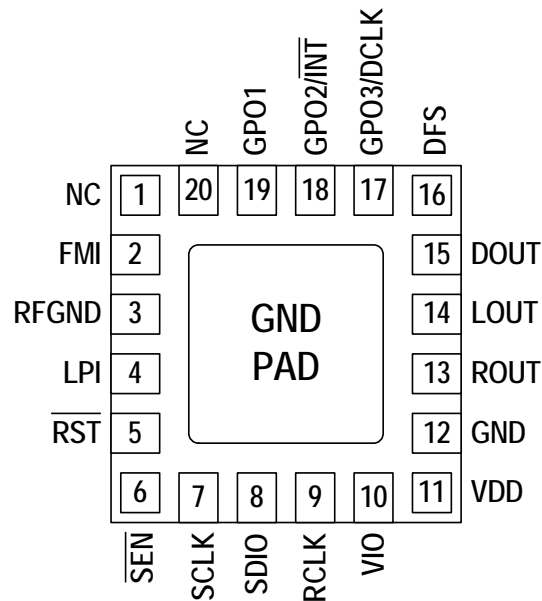 NC
GPO1
GPO2/INT
GPO3/DCLK
DFS
NC 1 20 19 18 17 16
FMI 2 15 DOUT
RFGND 3 14 LOUT
GND
PAD
LPI 4 13 ROUT
RST 5 12 GND
6 7 8 9 10 11 VDD
SEN
SCLK
SDIO
RCLK
VIO